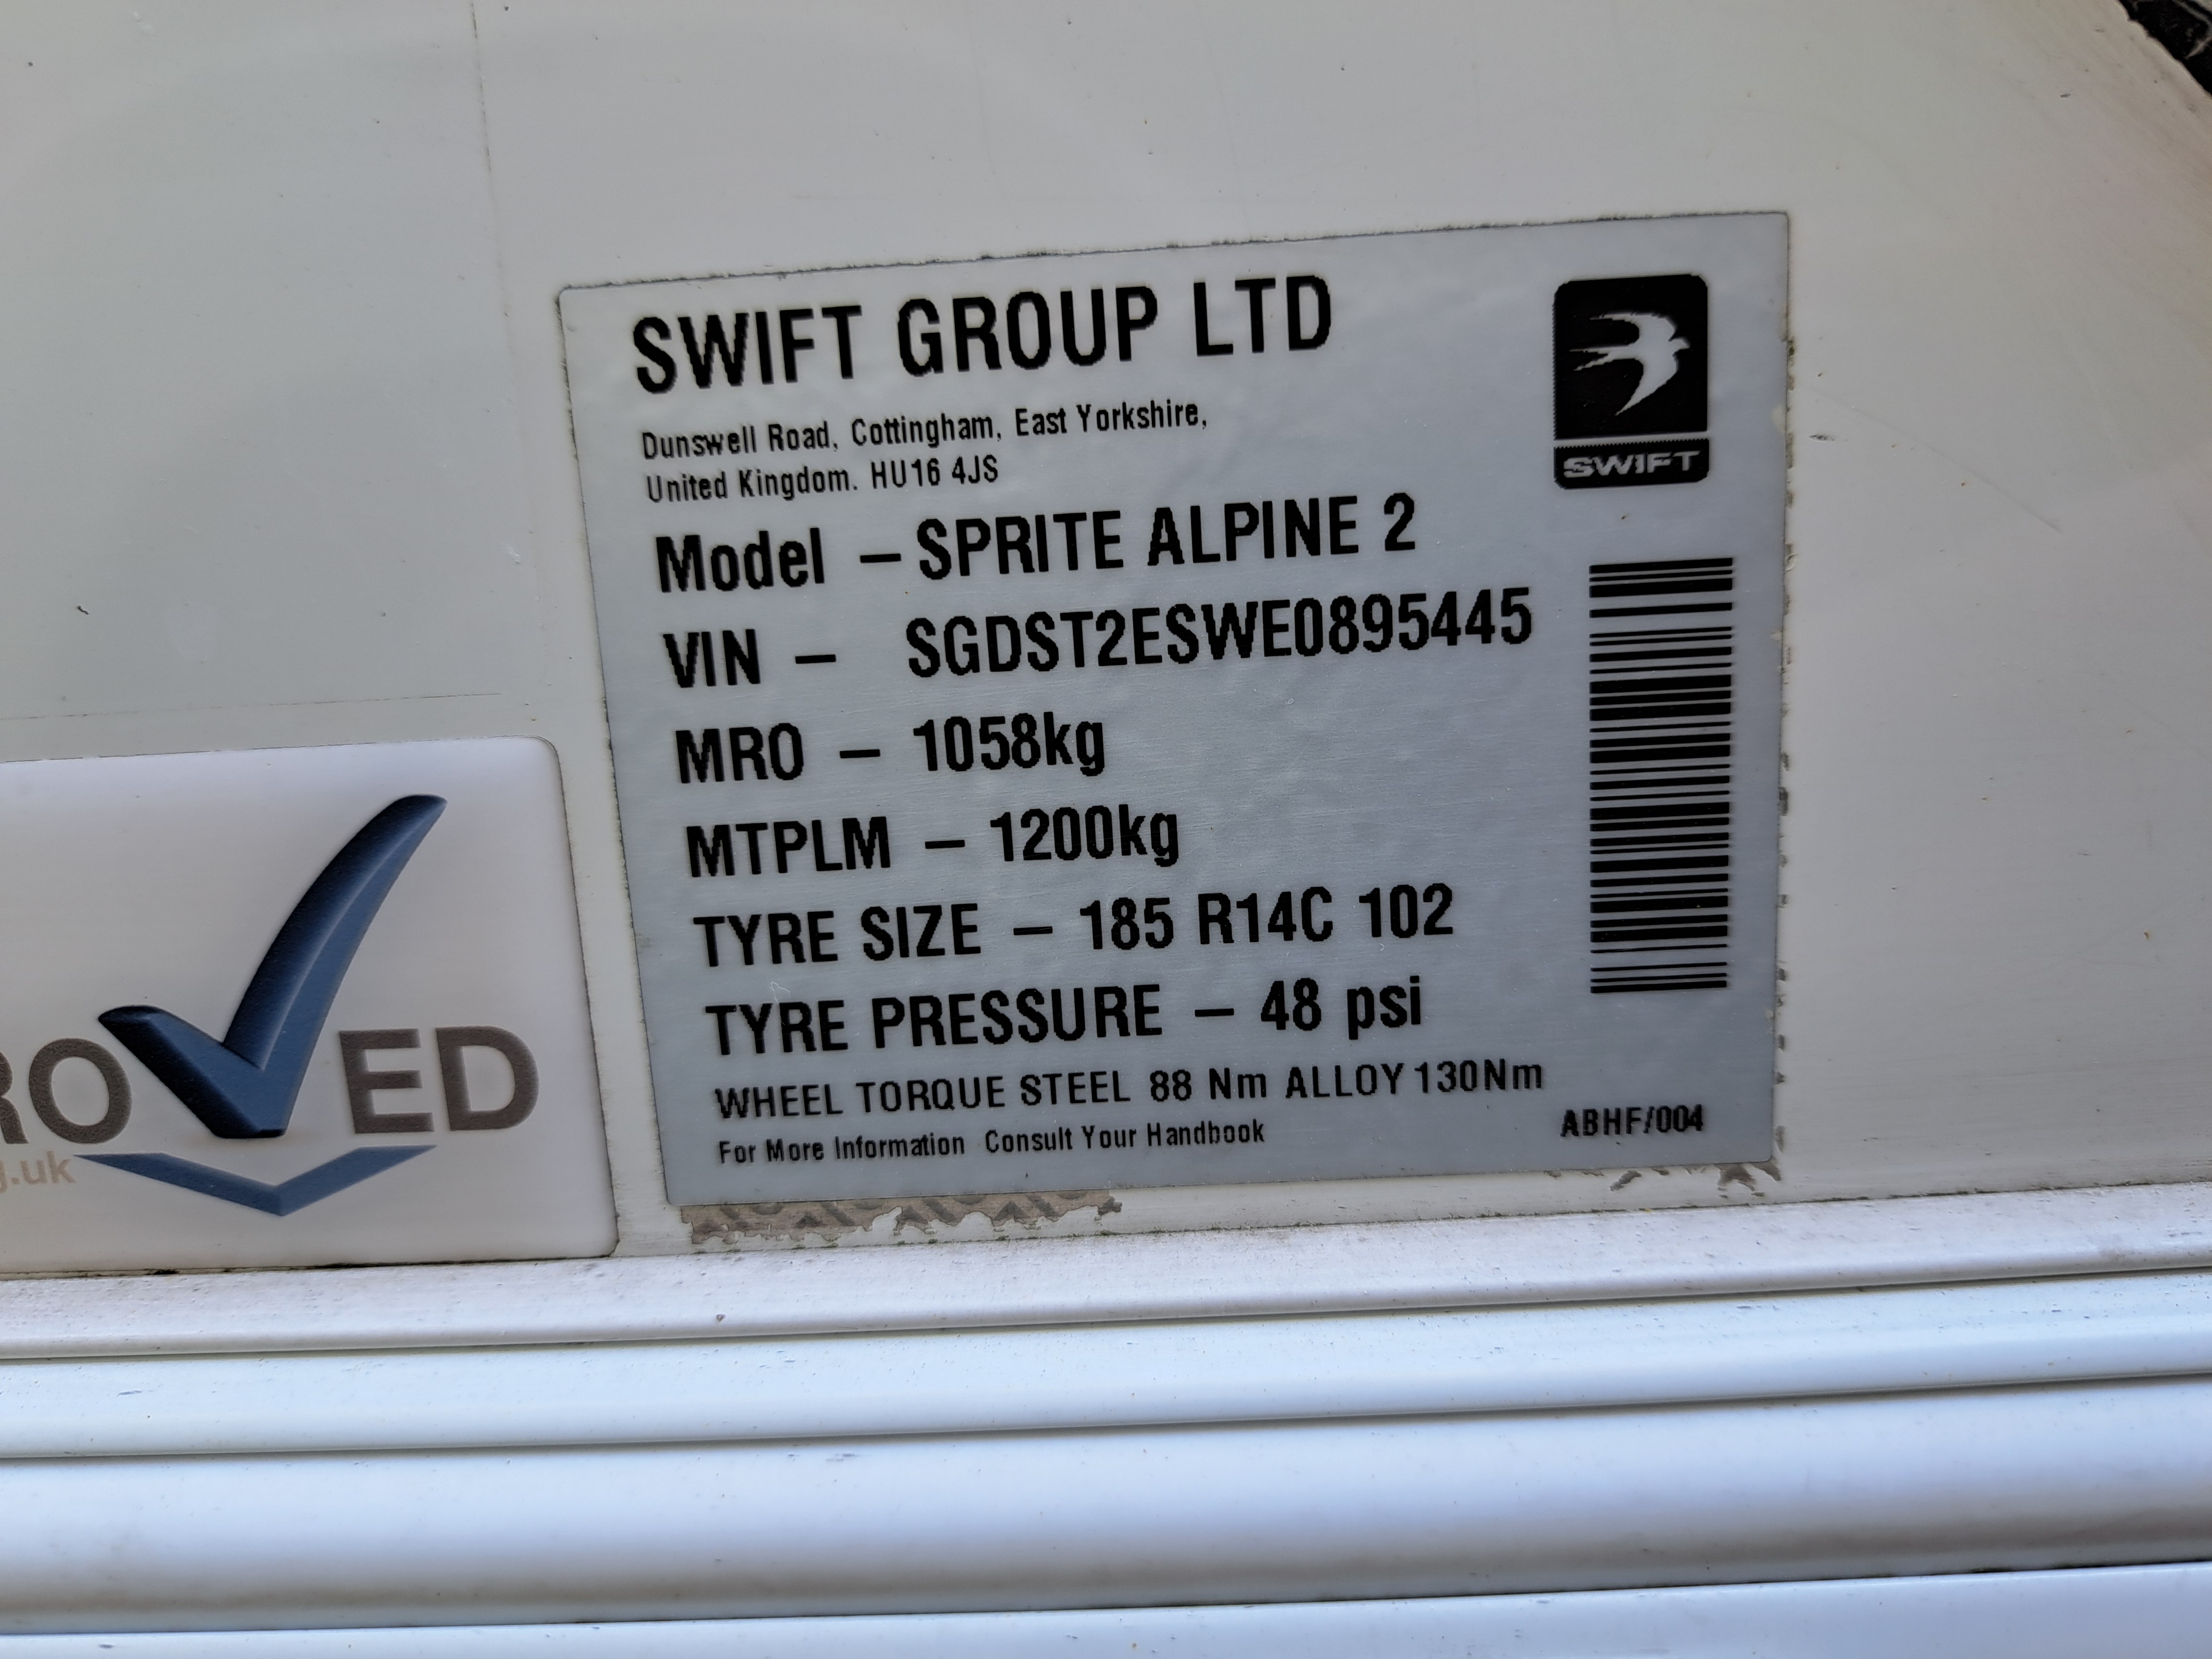 SWIFT GROUP LTD
Dunswell Road, Cottingham, East Yorkshire,
United Kingdom. HU16 4JS
SWIFT
Model – SPRITE ALPINE 2
VIN – SGDST2ESWE0895445
MRO – 1058kg
MTPLM – 1200kg
TYRE SIZE – 185 R14C 102
TYRE PRESSURE – 48 psi
WHEEL TORQUE STEEL 88 Nm ALLOY 130Nm
For More Information Consult Your Handbook
ABHF/004
ROVED
g.uk